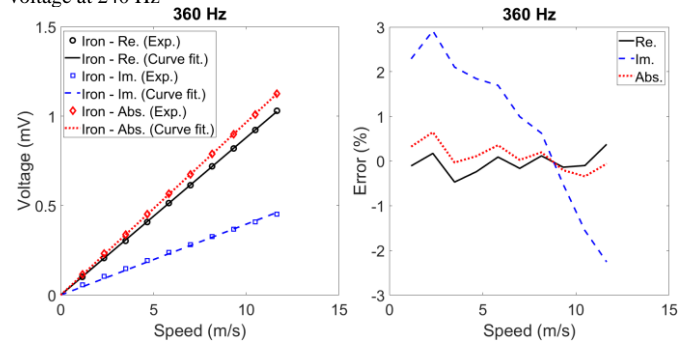 voltage at 240 Hz
360 Hz
1.5
1
0.5
0
Voltage (mV)
Iron - Re. (Exp.)
Iron - Re. (Curve fit.)
Iron - Im. (Exp.)
Iron - Im. (Curve fit.)
Iron - Abs. (Exp.)
Iron - Abs. (Curve fit.)
0 5 10 15
Speed (m/s)
360 Hz
3
2
1
0
-1
-2
-3
Error (%)
Re.
Im.
Abs.
0 5 10 15
Speed (m/s)